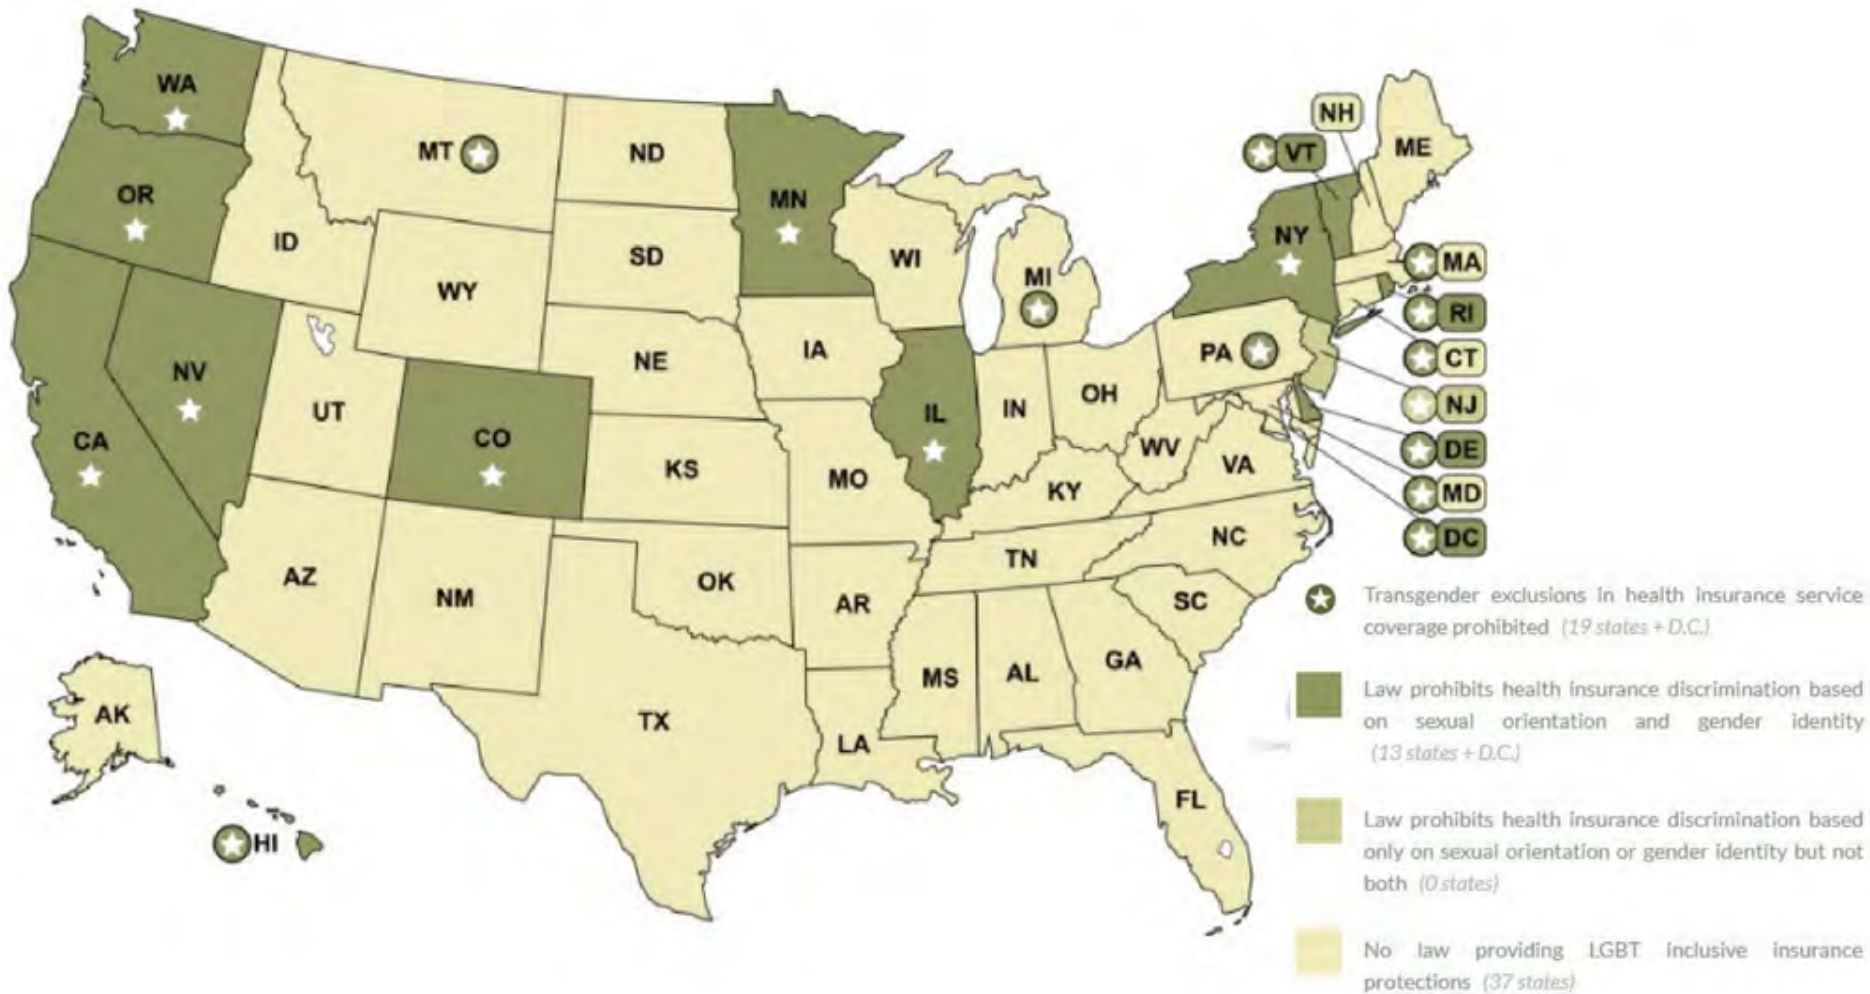 WA
MT
ND
MN
OR
ID
SD
WI
MI
NH
VT
ME
NY
WY
MA
RI
CT
NJ
DE
MD
DC
NV
UT
CO
NE
IA
IL
IN
OH
PA
CA
KS
MO
WV
VA
KY
NC
TN
AZ
NM
OK
AR
SC
MS
AL
GA
TX
LA
FL
AK
HI
Transgender exclusions in health insurance service
coverage prohibited (19 states + D.C.)
Law prohibits health insurance discrimination based
on sexual orientation and gender identity
(13 states + D.C.)
Law prohibits health insurance discrimination based
only on sexual orientation or gender identity but not
both (0 states)
No law providing LGBT inclusive insurance
protections (37 states)